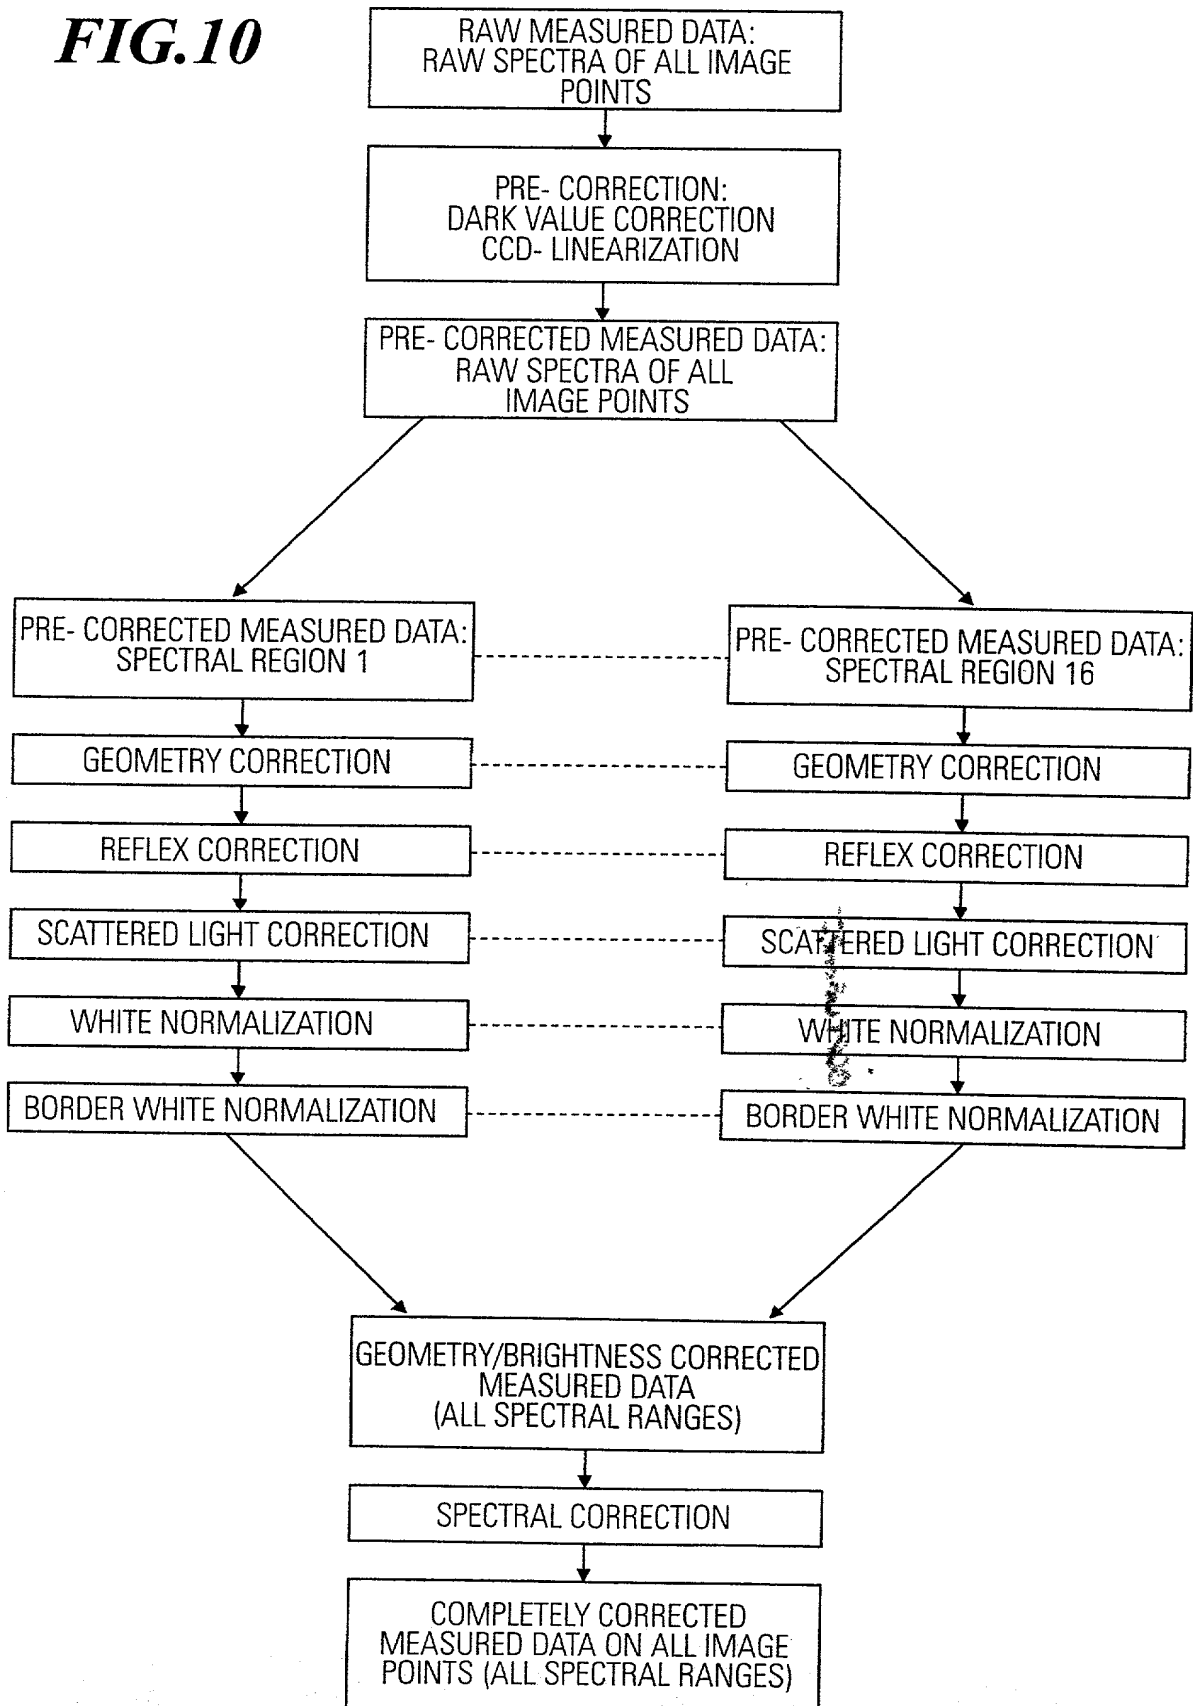 FIG.10
RAW MEASURED DATA:
RAW SPECTRA OF ALL IMAGE
POINTS
PRE- CORRECTION:
DARK VALUE CORRECTION
CCD- LINEARIZATION
PRE- CORRECTED MEASURED DATA:
RAW SPECTRA OF ALL
IMAGE POINTS
PRE- CORRECTED MEASURED DATA:
SPECTRAL REGION 1
GEOMETRY CORRECTION
REFLEX CORRECTION
SCATTERED LIGHT CORRECTION
WHITE NORMALIZATION
BORDER WHITE NORMALIZATION
PRE- CORRECTED MEASURED DATA:
SPECTRAL REGION 16
GEOMETRY CORRECTION
REFLEX CORRECTION
SCATTERED LIGHT CORRECTION
WHITE NORMALIZATION
BORDER WHITE NORMALIZATION
GEOMETRY/BRIGHTNESS CORRECTED
MEASURED DATA
(ALL SPECTRAL RANGES)
SPECTRAL CORRECTION
COMPLETELY CORRECTED
MEASURED DATA ON ALL IMAGE
POINTS (ALL SPECTRAL RANGES)